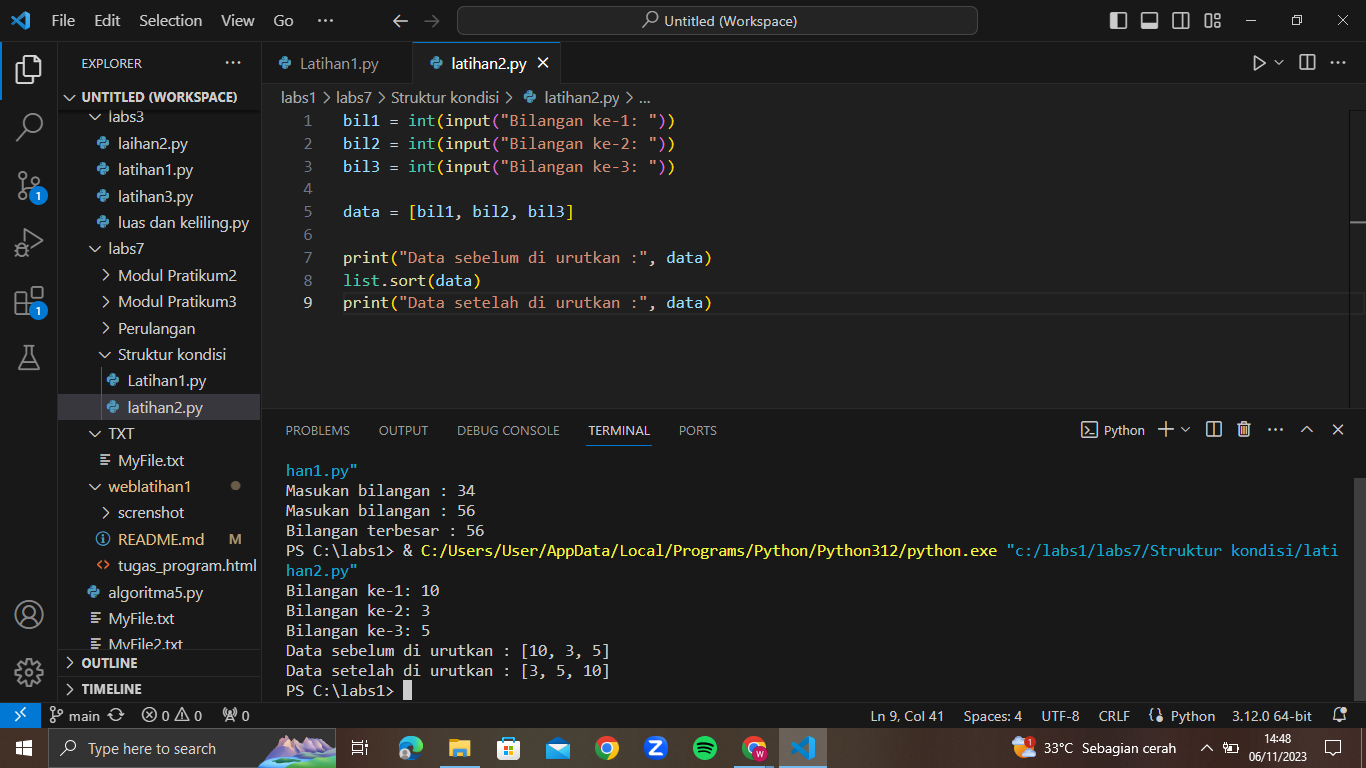 File Edit Selection View Go ··· Untitled (Workspace)
EXPLORER ···
UNTITLED (WORKSPACE)
labs3
laihan2.py
latihan1.py
latihan3.py
luas dan keliling.py
labs7
Modul Pratikum2
Modul Pratikum3
Perulangan
Struktur kondisi
Latihan1.py
latihan2.py
TXT
MyFile.txt
weblatihan1
screnshot
README.md M
tugas_program.html
algoritma5.py
MyFile.txt
MyFile2.txt
OUTLINE
TIMELINE
1
1
Latihan1.py latihan2.py
labs1 > labs7 > Struktur kondisi > latihan2.py > ...
1 bil1 = int(input("Bilangan ke-1: "))
2 bil2 = int(input("Bilangan ke-2: "))
3 bil3 = int(input("Bilangan ke-3: "))
4
5 data = [bil1, bil2, bil3]
6
7 print("Data sebelum di urutkan :", data)
8 list.sort(data)
9 print("Data setelah di urutkan :", data)
PROBLEMS OUTPUT DEBUG CONSOLE TERMINAL PORTS Python
han1.py"
Masukan bilangan : 34
Masukan bilangan : 56
Bilangan terbesar : 56
PS C:\labs1> & C:/Users/User/AppData/Local/Programs/Python/Python312/python.exe "c:/labs1/labs7/Struktur kondisi/lati
han2.py"
Bilangan ke-1: 10
Bilangan ke-2: 3
Bilangan ke-3: 5
Data sebelum di urutkan : [10, 3, 5]
Data setelah di urutkan : [3, 5, 10]
PS C:\labs1>
main 0 0 0 Ln 9, Col 41 Spaces: 4 UTF-8 CRLF Python 3.12.0 64-bit
Type here to search 1 33°C Sebagian cerah 14:48
06/11/2023